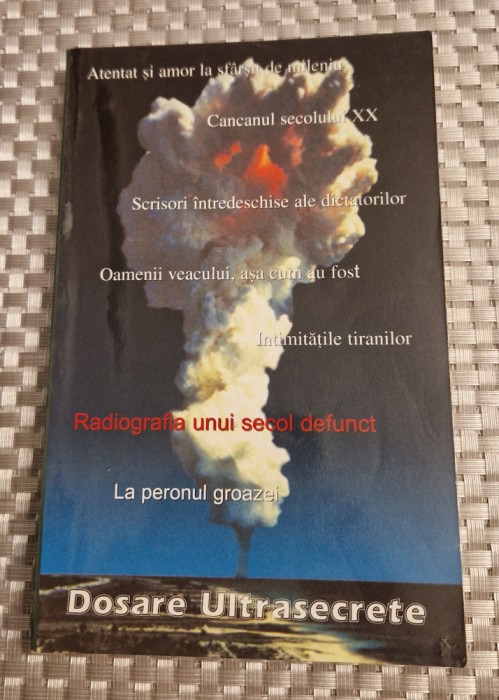 Atentat și amor la sfârșit de mileniu
Cancanul secolului XX
Scrisori întredeschise ale dictatorilor
Oamenii veacului, așa cum au fost
Intimitățile tiranilor
Radiografia unui secol defunct
La peronul groazei
Dosare Ultrasecrete